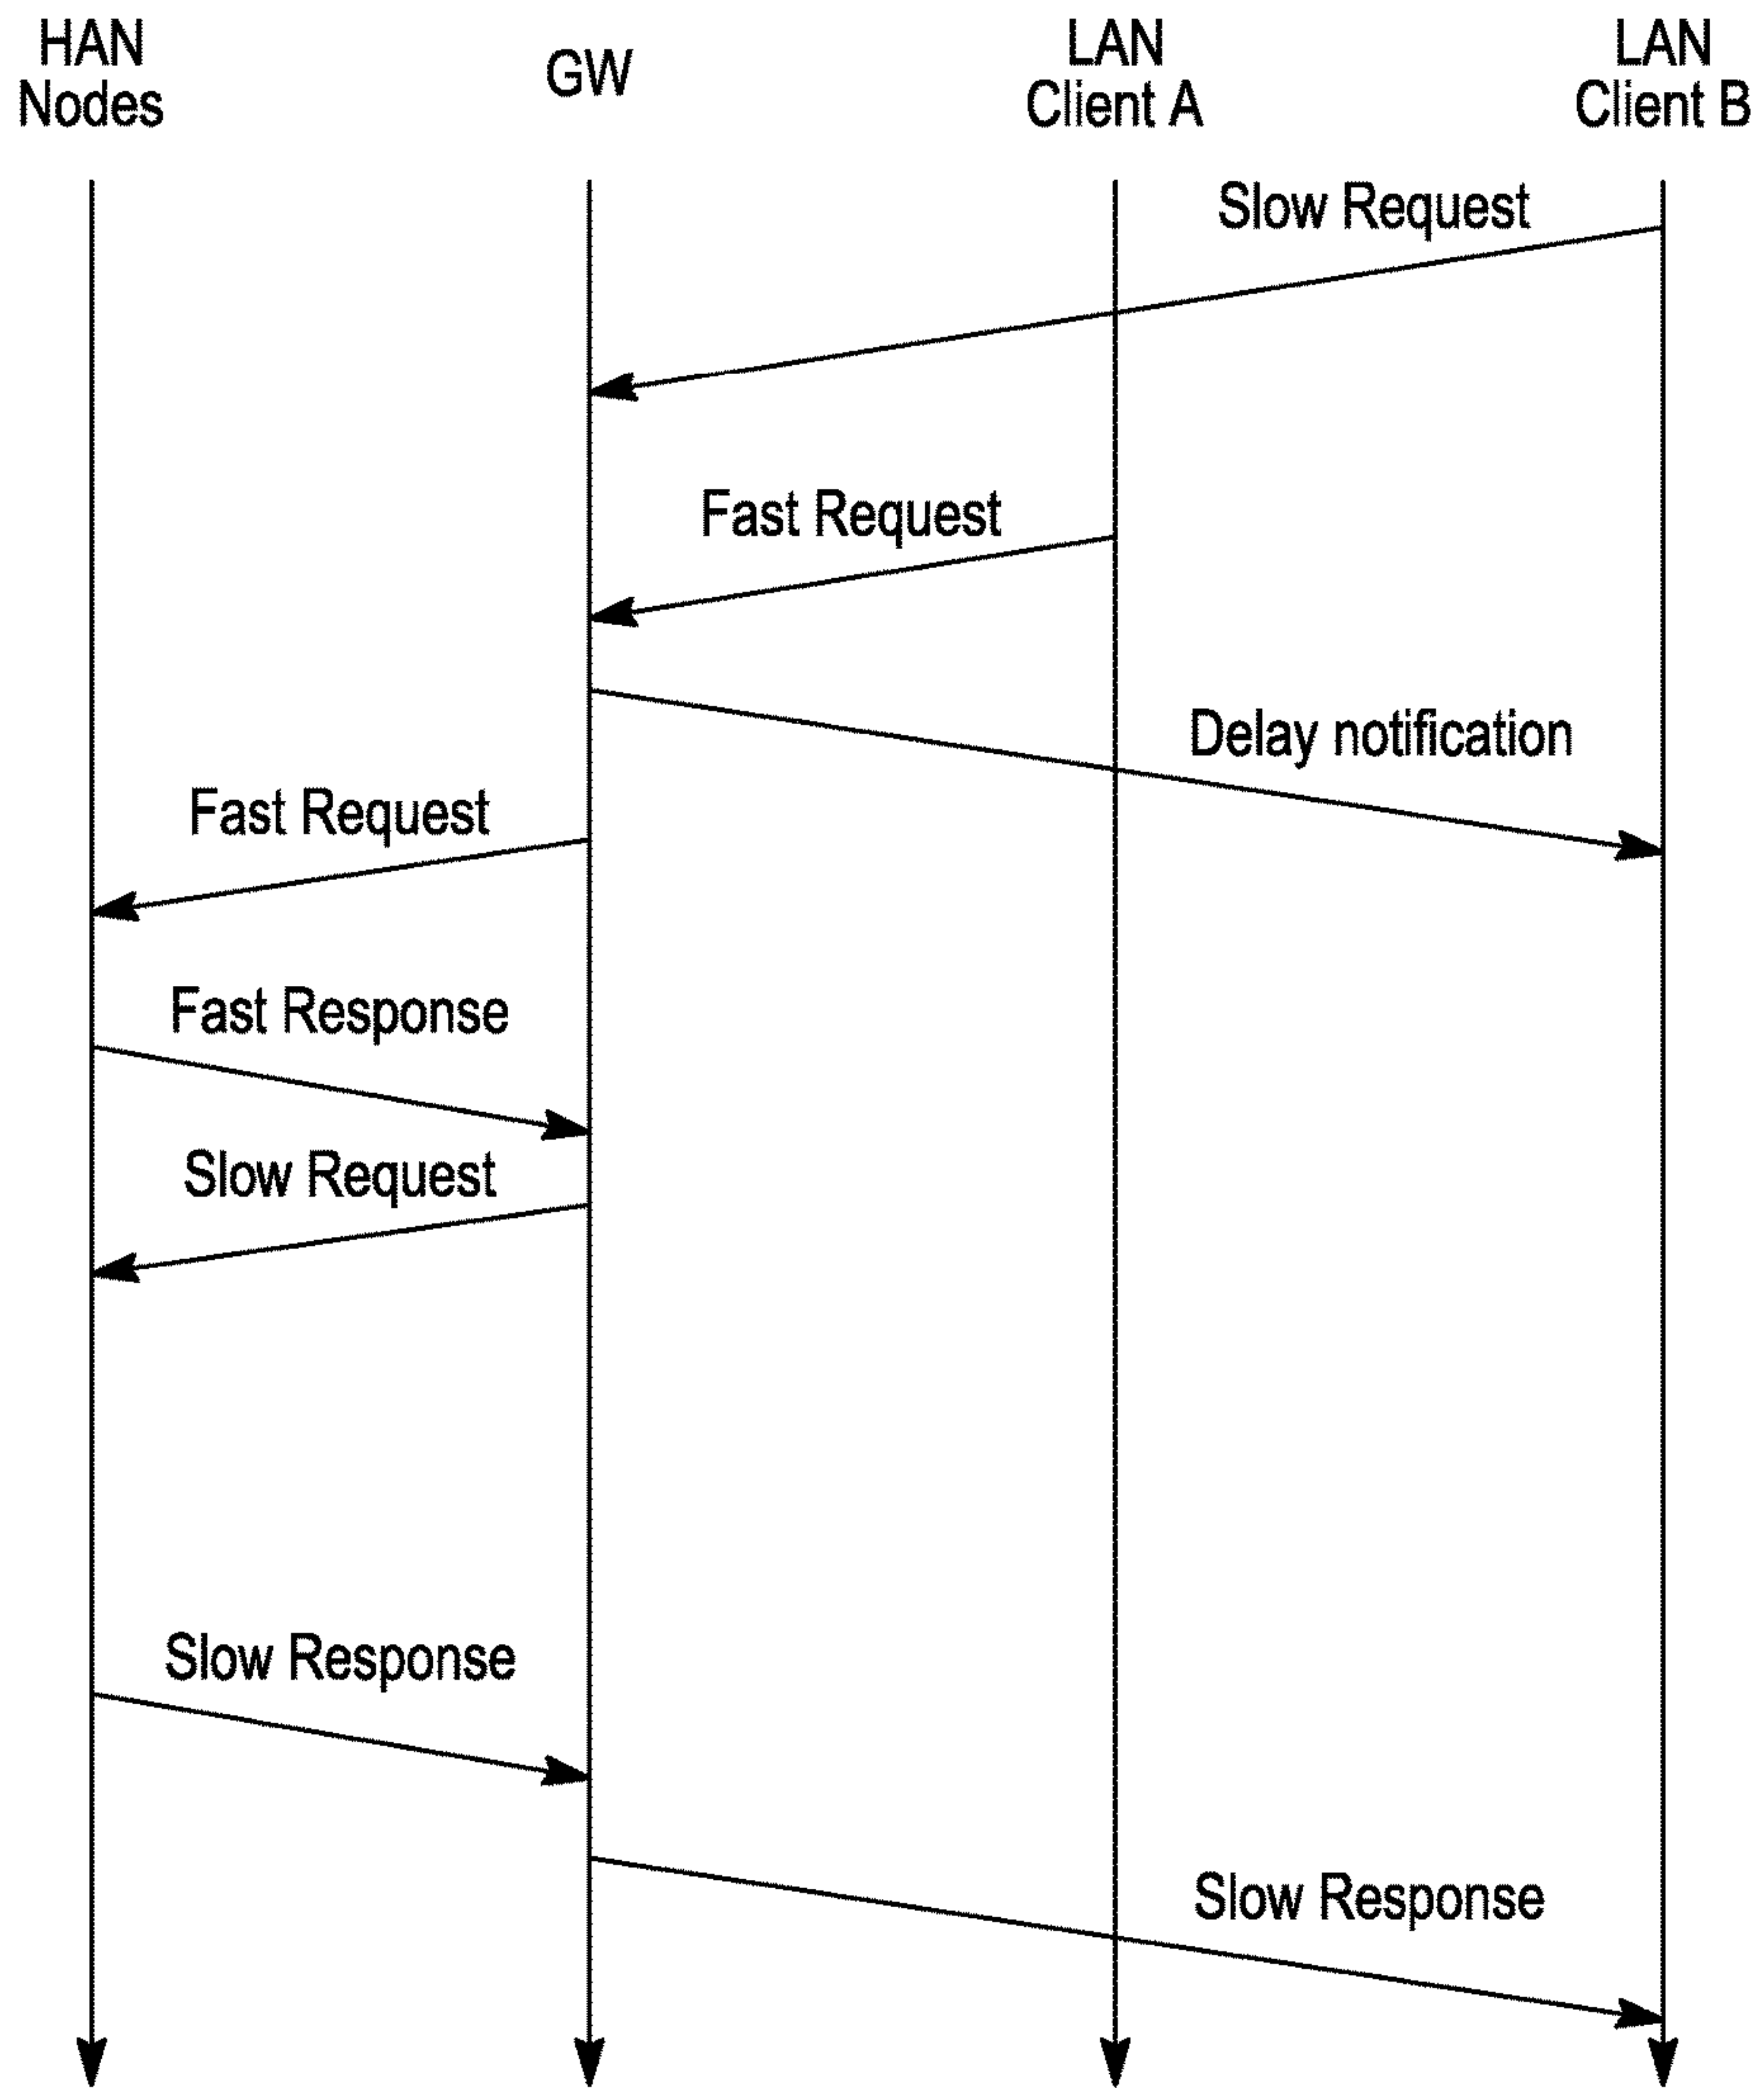 HAN
Nodes
GW
LAN
Client A
LAN
Client B
Slow Request
Fast Request
Delay notification
Fast Request
Fast Response
Slow Request
Slow Response
Slow Response